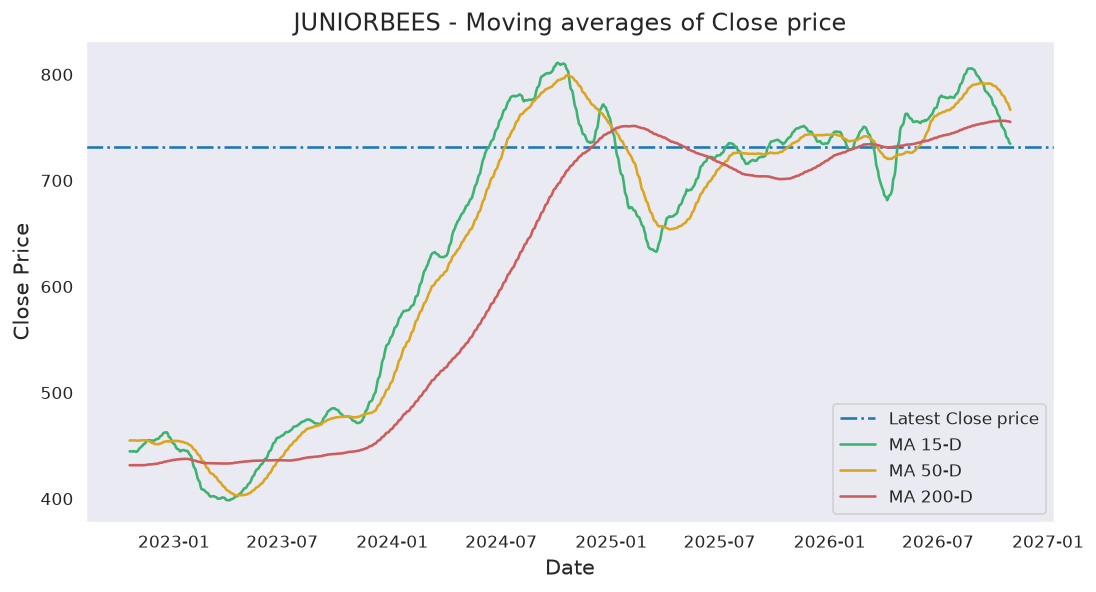 JUNIORBEES - Moving averages of Close price
Close Price
800
700
600
500
400
Latest Close price
MA 15-D
MA 50-D
MA 200-D
2023-01 2023-07 2024-01 2024-07 2025-01 2025-07 2026-01 2026-07 2027-01
Date